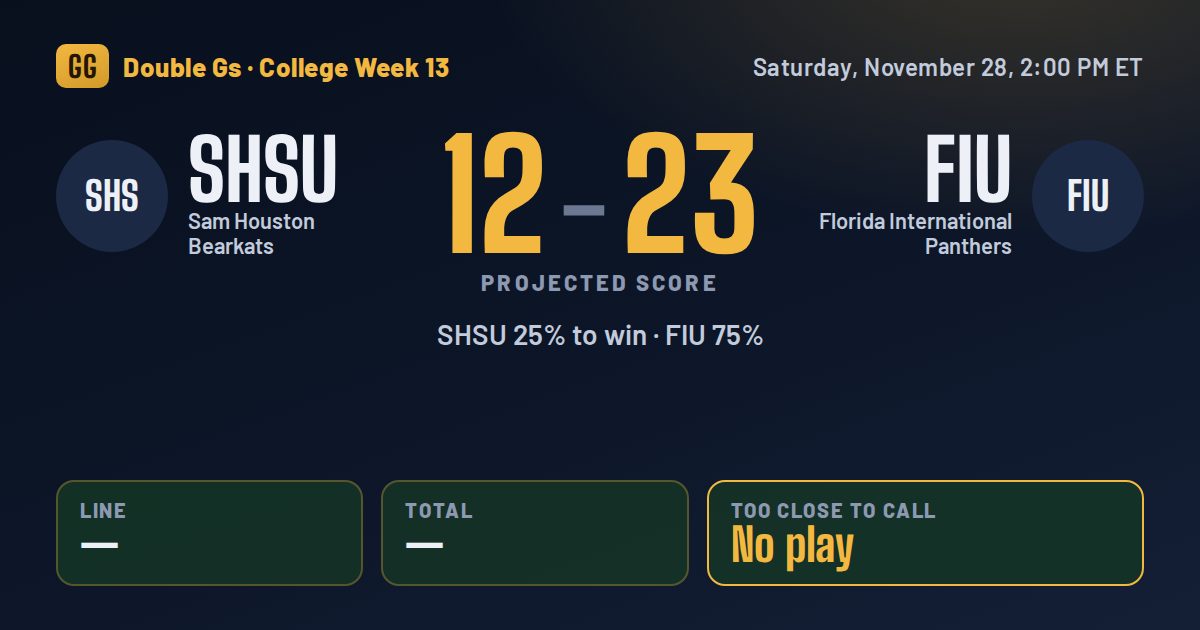 GG Double Gs · College Week 13
Saturday, November 28, 2:00 PM ET
SHS
SHSU
Sam Houston
Bearkats
12 – 23
PROJECTED SCORE
SHSU 25% to win · FIU 75%
FIU
Florida International
Panthers
FIU
LINE
—
TOTAL
—
TOO CLOSE TO CALL
No play